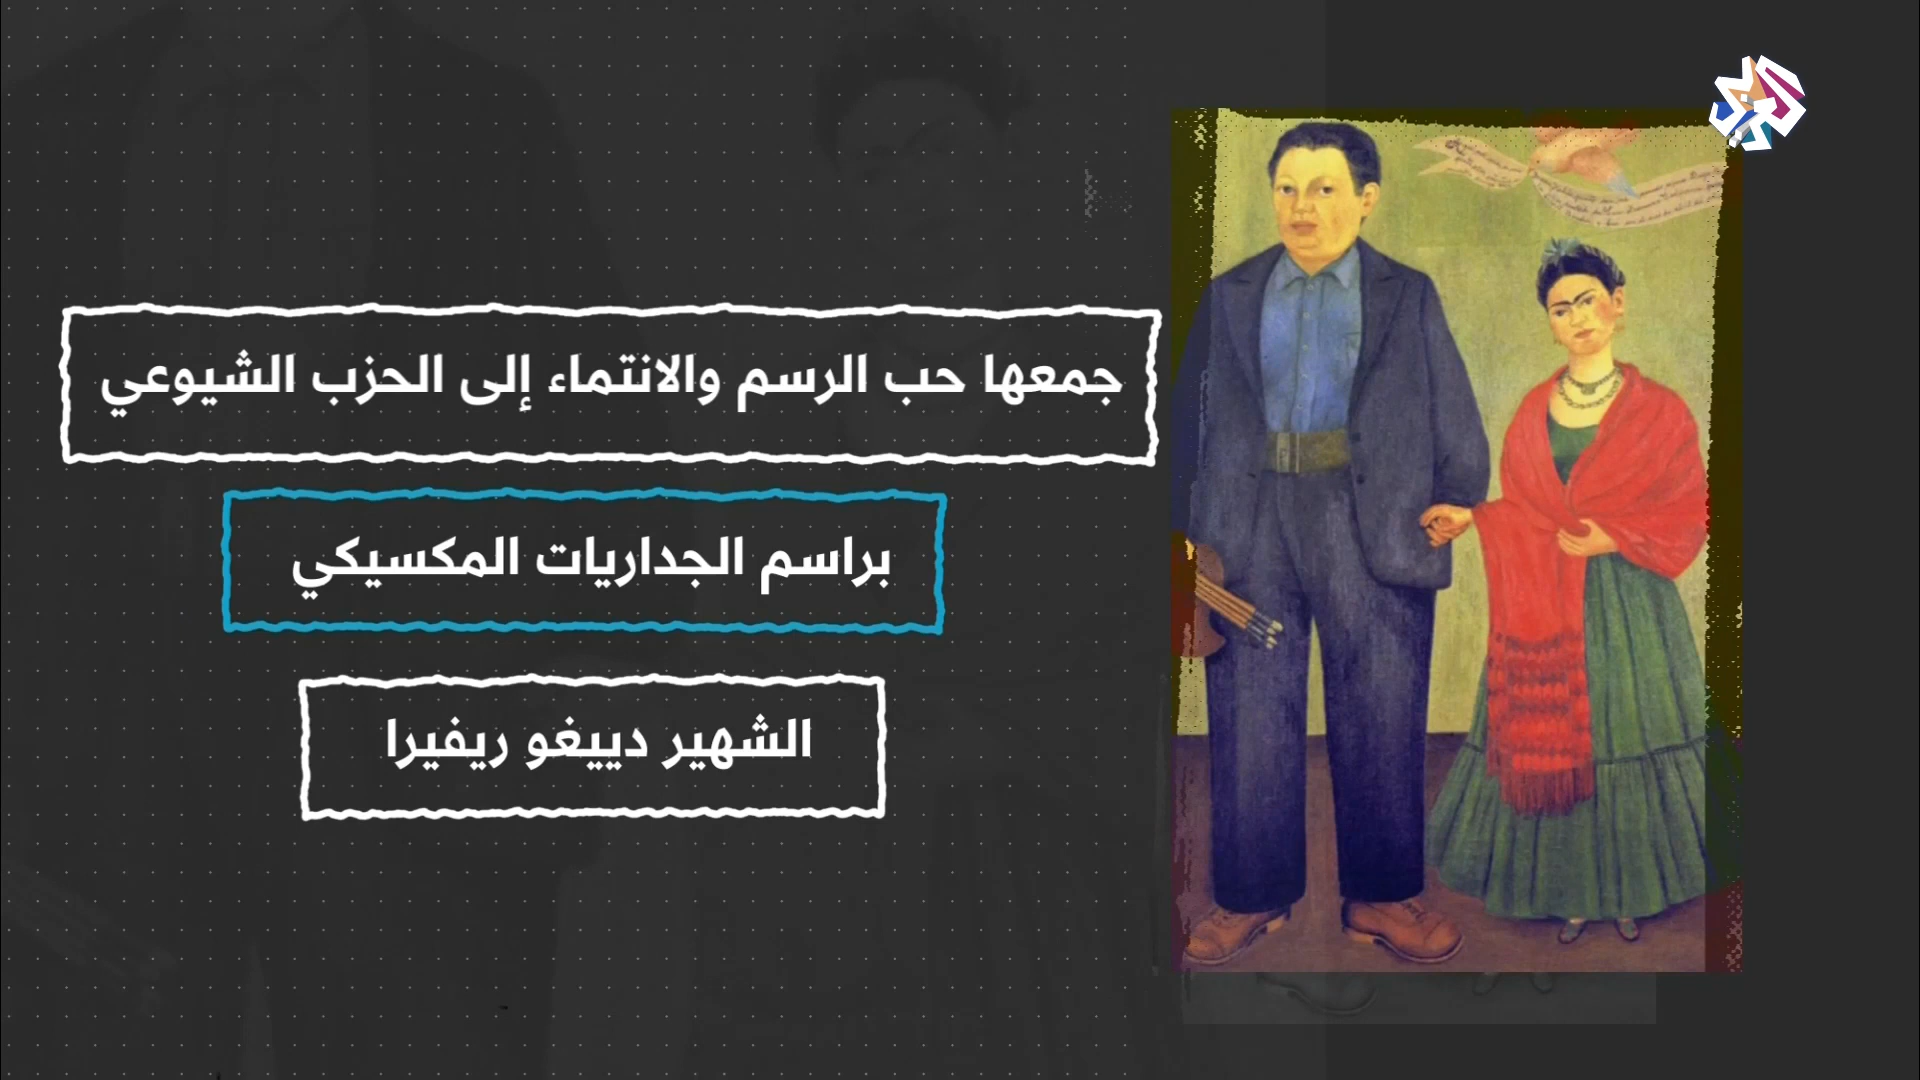 جمعها حب الرسم والانتماء إلى الحزب الشيوعي
براسم الجداريات المكسيكي
الشهير دييغو ريفيرا